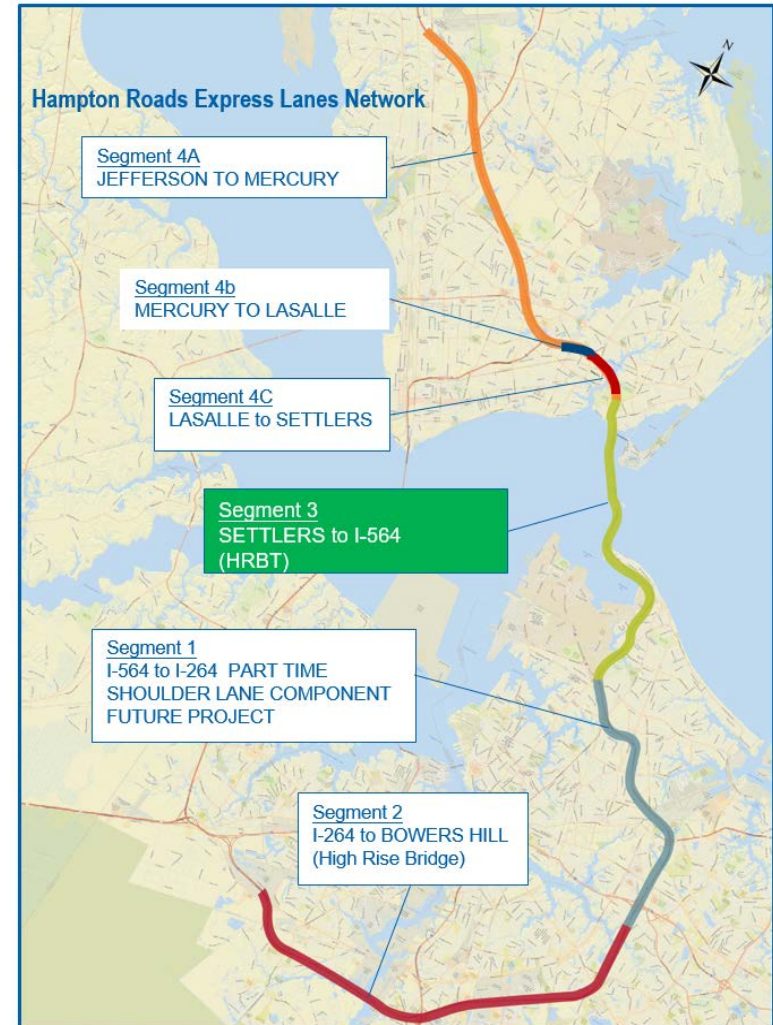 N
Hampton Roads Express Lanes Network
Segment 4A
JEFFERSON TO MERCURY
Segment 4b
MERCURY TO LASALLE
Segment 4C
LASALLE to SETTLERS
Segment 3
SETTLERS to I-564
(HRBT)
Segment 1
I-564 to I-264 PART TIME
SHOULDER LANE COMPONENT
FUTURE PROJECT
Segment 2
I-264 to BOWERS HILL
(High Rise Bridge)